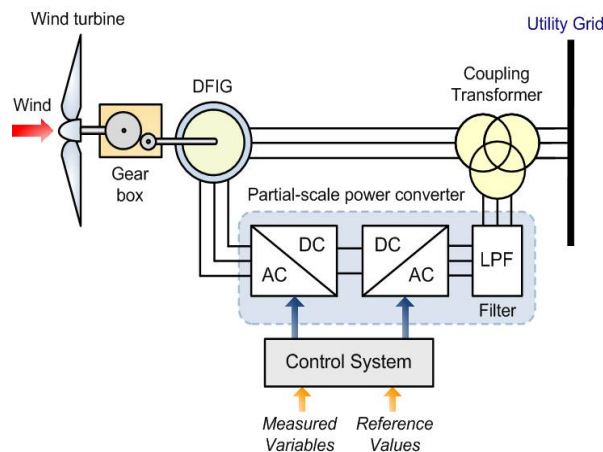 Wind turbine
Utility Grid
DFIG
Coupling
Transformer
Wind
Gear
box
Partial-scale power converter
DC
AC
DC
AC
LPF
Filter
Control System
Measured
Variables
Reference
Values